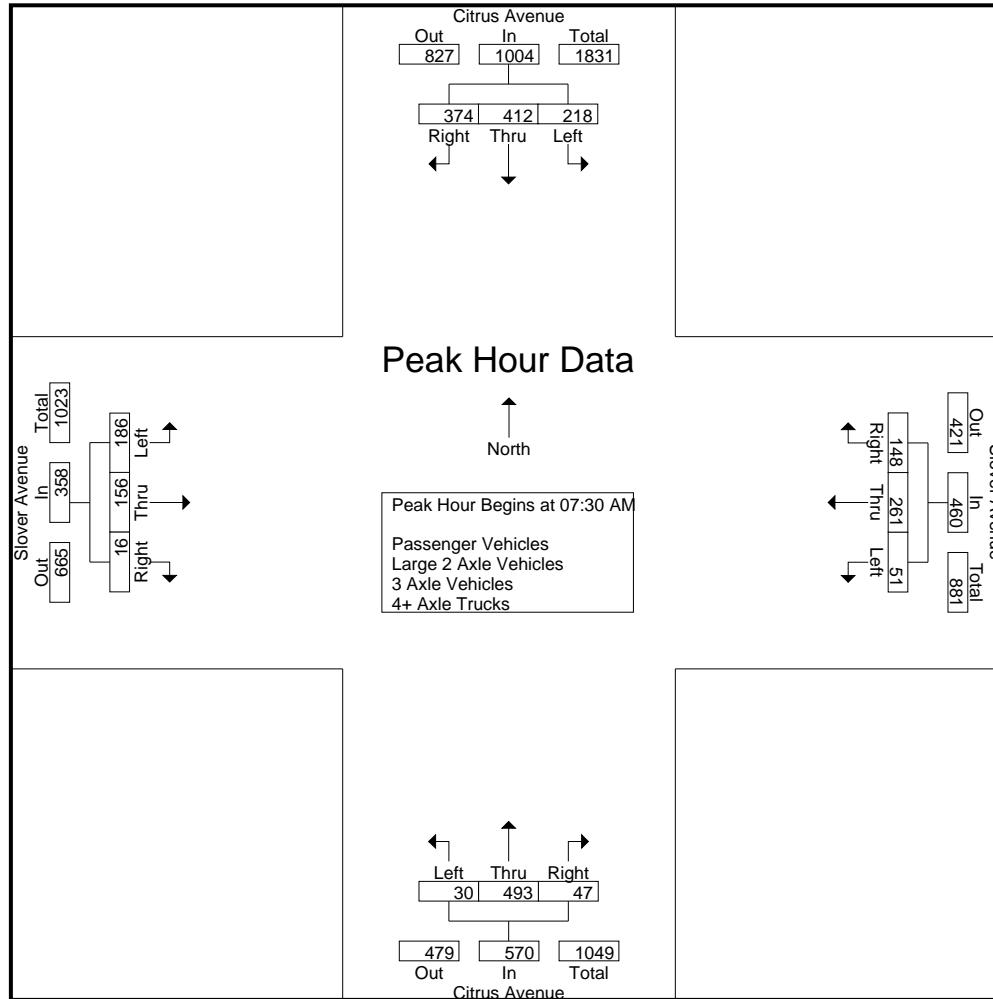 Citrus Avenue
Out In Total
827 1004 1831
374 412 218
Right Thru Left
Peak Hour Data
North
Peak Hour Begins at 07:30 AM
Passenger Vehicles
Large 2 Axle Vehicles
3 Axle Vehicles
4+ Axle Trucks
Slover Avenue
Out In Total
665 358 1023
16 156 186
Right Thru Left
Out In Total
421 460 881
148 261 51
Right Thru Left
Left Thru Right
30 493 47
479 570 1049
Out In Total
Citrus Avenue